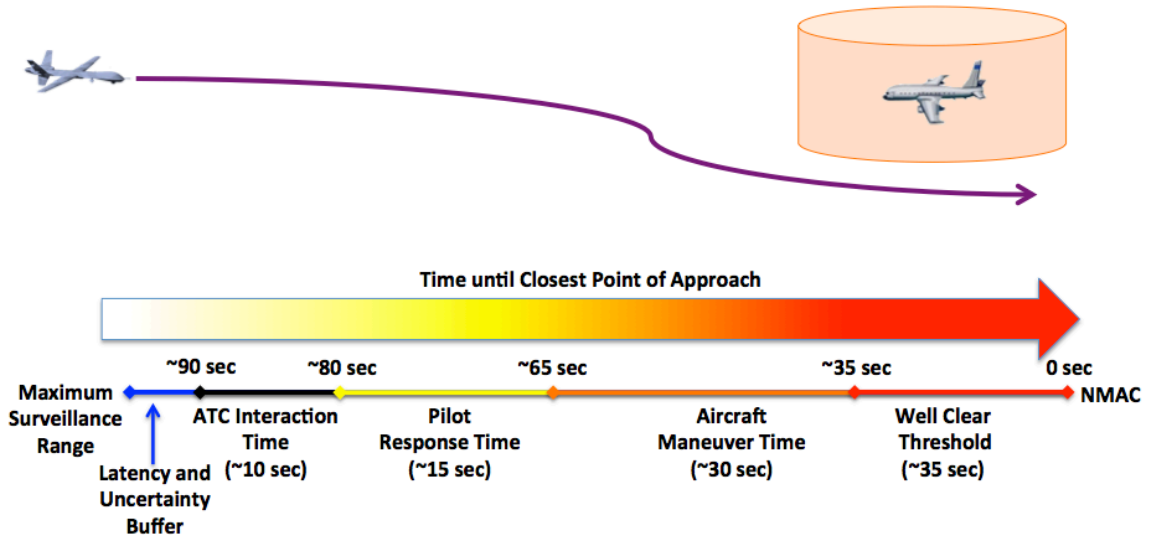 Time until Closest Point of Approach
~90 sec
~80 sec
~65 sec
~35 sec
0 sec
Maximum
Surveillance
Range
NMAC
ATC Interaction
Time
(~10 sec)
Pilot
Response Time
(~15 sec)
Aircraft
Maneuver Time
(~30 sec)
Well Clear
Threshold
(~35 sec)
Latency and
Uncertainty
Buffer